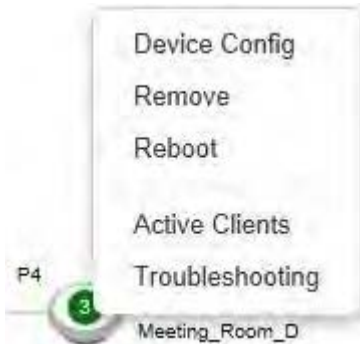 Device Config
Remove
Reboot
Active Clients
P4
Troubleshooting
3
Meeting_Room_D